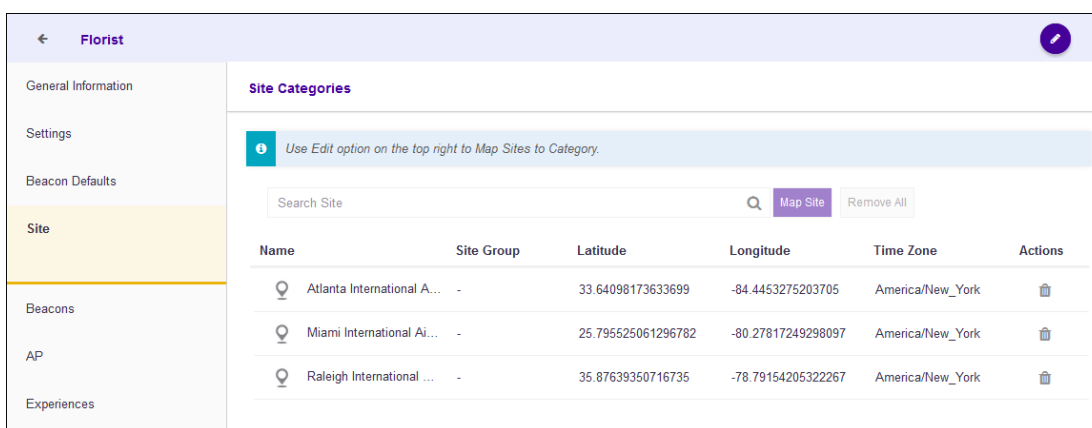 Florist
General Information
Settings
Beacon Defaults
Site
Beacons
AP
Experiences
Site Categories
Use Edit option on the top right to Map Sites to Category.
Search Site Map Site Remove All
Name Site Group Latitude Longitude Time Zone Actions
Atlanta International A... - 33.64098173633699 -84.4453275203705 America/New_York
Miami International Ai... - 25.795525061296782 -80.27817249298097 America/New_York
Raleigh International ... - 35.87639350716735 -78.79154205322267 America/New_York